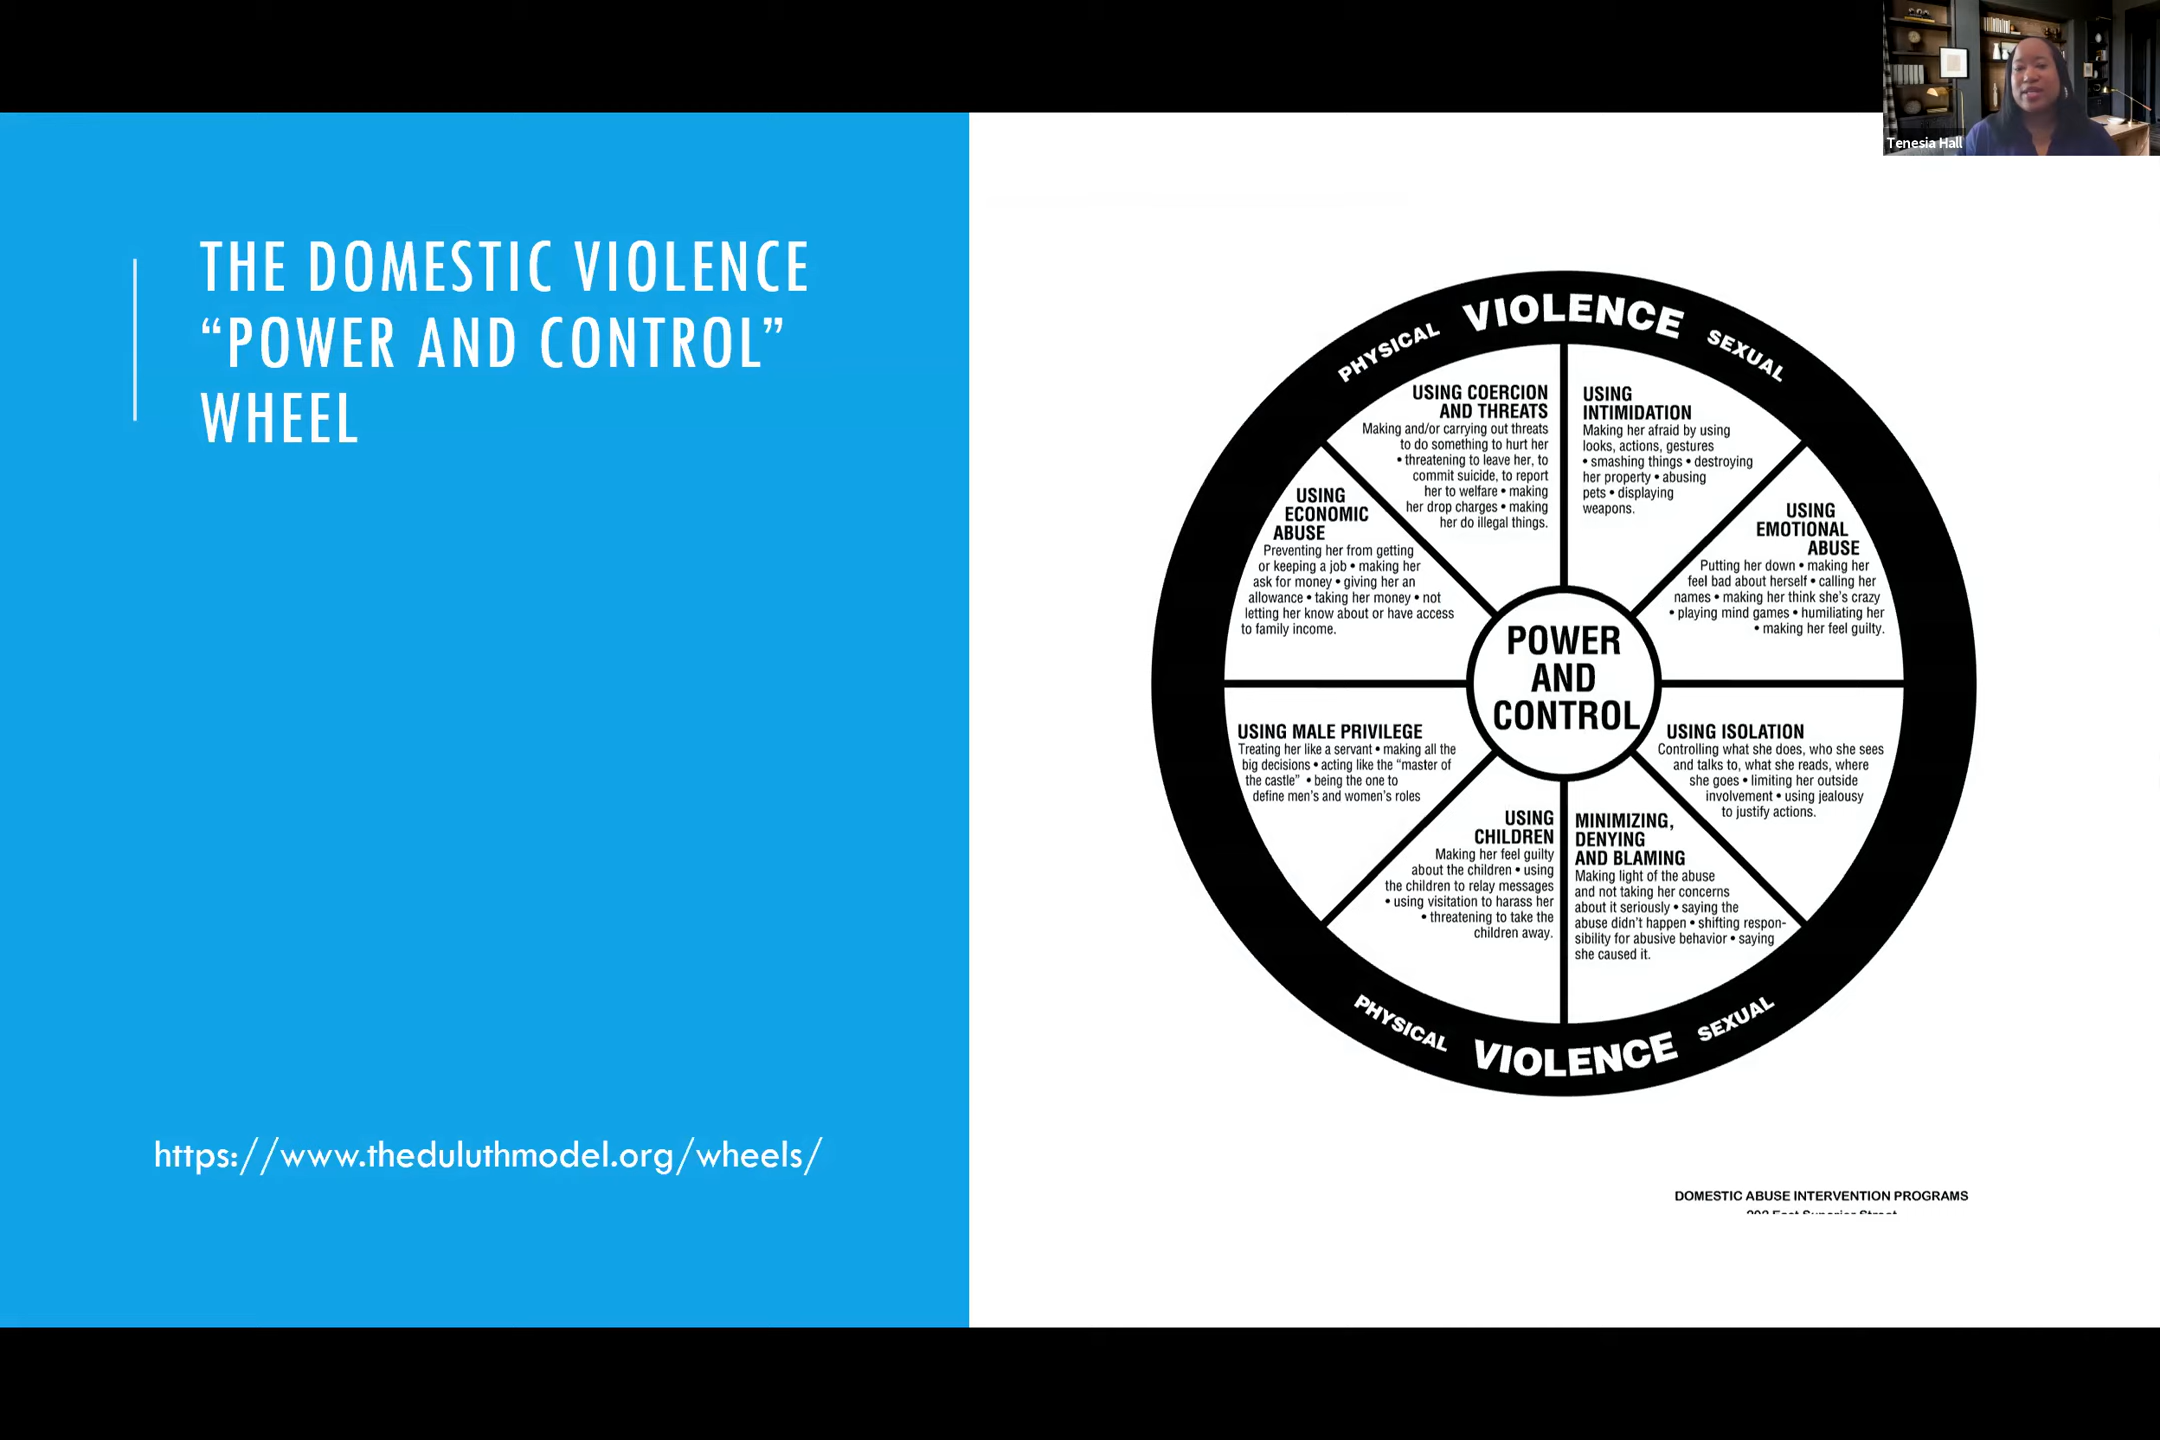 Tenesia Hall
THE DOMESTIC VIOLENCE
“POWER AND CONTROL”
WHEEL
https://www.theduluthmodel.org/wheels/
PHYSICAL VIOLENCE SEXUAL
USING COERCION
AND THREATS
Making and/or carrying out threats
to do something to hurt her
• threatening to leave her, to
commit suicide, to report
her to welfare • making
her drop charges • making
her do illegal things.
USING
INTIMIDATION
Making her afraid by using
looks, actions, gestures
• smashing things • destroying
her property • abusing
pets • displaying
weapons.
USING
EMOTIONAL
ABUSE
Putting her down • making her
feel bad about herself • calling her
names • making her think she’s crazy
• playing mind games • humiliating her
• making her feel guilty.
USING ISOLATION
Controlling what she does, who she sees
and talks to, what she reads, where
she goes • limiting her outside
involvement • using jealousy
to justify actions.
MINIMIZING,
DENYING
AND BLAMING
Making light of the abuse
and not taking her concerns
about it seriously • saying the
abuse didn’t happen • shifting respon-
sibility for abusive behavior • saying
she caused it.
USING
CHILDREN
Making her feel guilty
about the children • using
the children to relay messages
• using visitation to harass her
• threatening to take the
children away.
USING MALE PRIVILEGE
Treating her like a servant • making all the
big decisions • acting like the “master of
the castle” • being the one to
define men’s and women’s roles
USING
ECONOMIC
ABUSE
Preventing her from getting
or keeping a job • making her
ask for money • giving her an
allowance • taking her money • not
letting her know about or have access
to family income.
POWER
AND
CONTROL
PHYSICAL VIOLENCE SEXUAL
DOMESTIC ABUSE INTERVENTION PROGRAMS